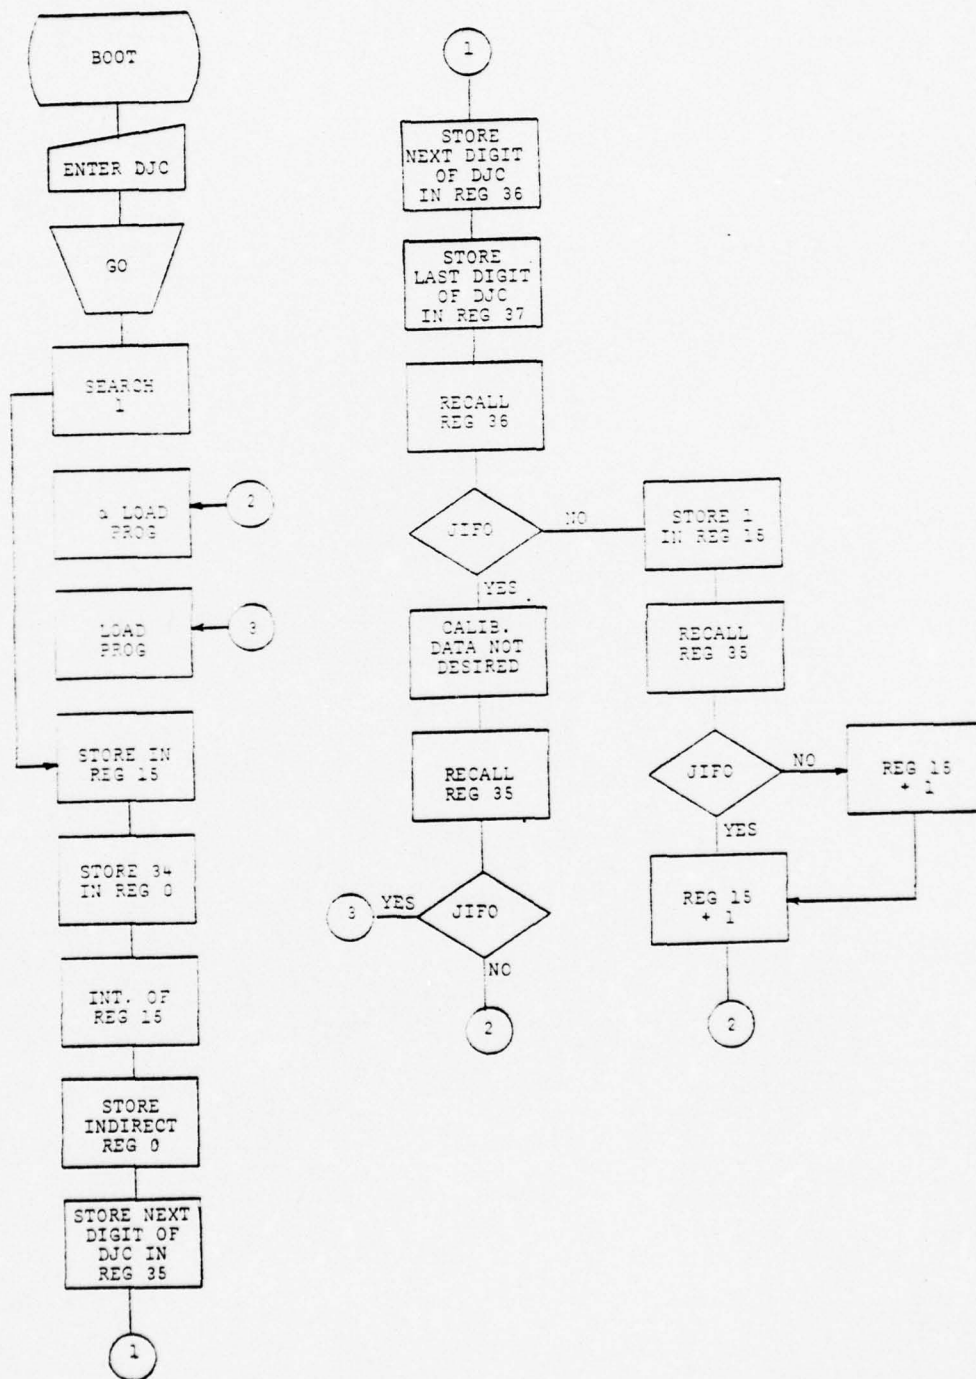 BOOT
ENTER DJC
GO
SEARCH
1
α LOAD
PROG
2
LOAD
PROG
3
STORE IN
REG 15
STORE 34
IN REG 0
INT. OF
REG 15
STORE
INDIRECT
REG 0
STORE NEXT
DIGIT OF
DJC IN
REG 35
1
1
STORE
NEXT DIGIT
OF DJC
IN REG 36
STORE
LAST DIGIT
OF DJC
IN REG 37
RECALL
REG 36
JIFO
NO
YES
CALIB.
DATA NOT
DESIRED
RECALL
REG 35
JIFO
YES
3
NO
2
STORE 1
IN REG 15
RECALL
REG 35
JIFO
NO
YES
REG 15
+ 1
REG 15
+ 1
2